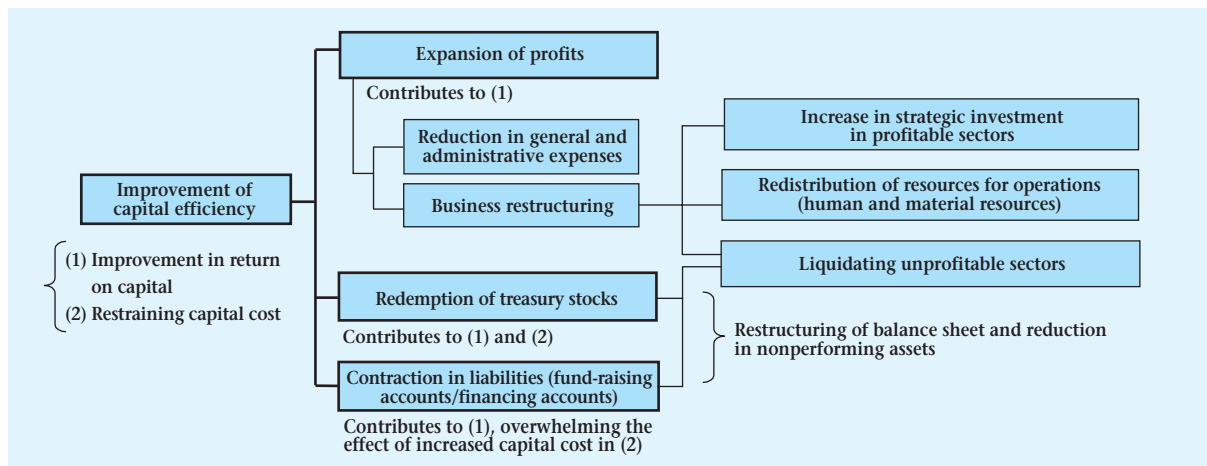 Expansion of profits
Contributes to (1)
Reduction in general and
administrative expenses
Business restructuring
Increase in strategic investment
in profitable sectors
Redistribution of resources for operations
(human and material resources)
Liquidating unprofitable sectors
Improvement of
capital efficiency
(1) Improvement in return
on capital
(2) Restraining capital cost
Redemption of treasury stocks
Contributes to (1) and (2)
Contraction in liabilities (fund-raising
accounts/financing accounts)
Contributes to (1), overwhelming the
effect of increased capital cost in (2)
Restructuring of balance sheet and reduction
in nonperforming assets